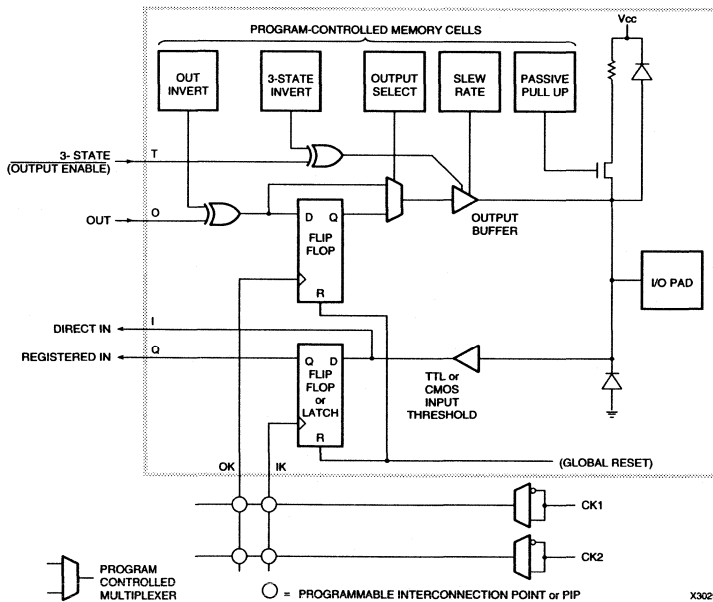 PROGRAM-CONTROLLED MEMORY CELLS
Vcc
OUT
INVERT
3-STATE
INVERT
OUTPUT
SELECT
SLEW
RATE
PASSIVE
PULL UP
3- STATE
(OUTPUT ENABLE)
T
OUT
O
D Q
FLIP
FLOP
R
OUTPUT
BUFFER
I/O PAD
DIRECT IN
I
REGISTERED IN
Q
Q D
FLIP
FLOP
or
LATCH
R
TTL or
CMOS
INPUT
THRESHOLD
OK
IK
(GLOBAL RESET)
CK1
CK2
PROGRAM
CONTROLLED
MULTIPLEXER
= PROGRAMMABLE INTERCONNECTION POINT or PIP
X302